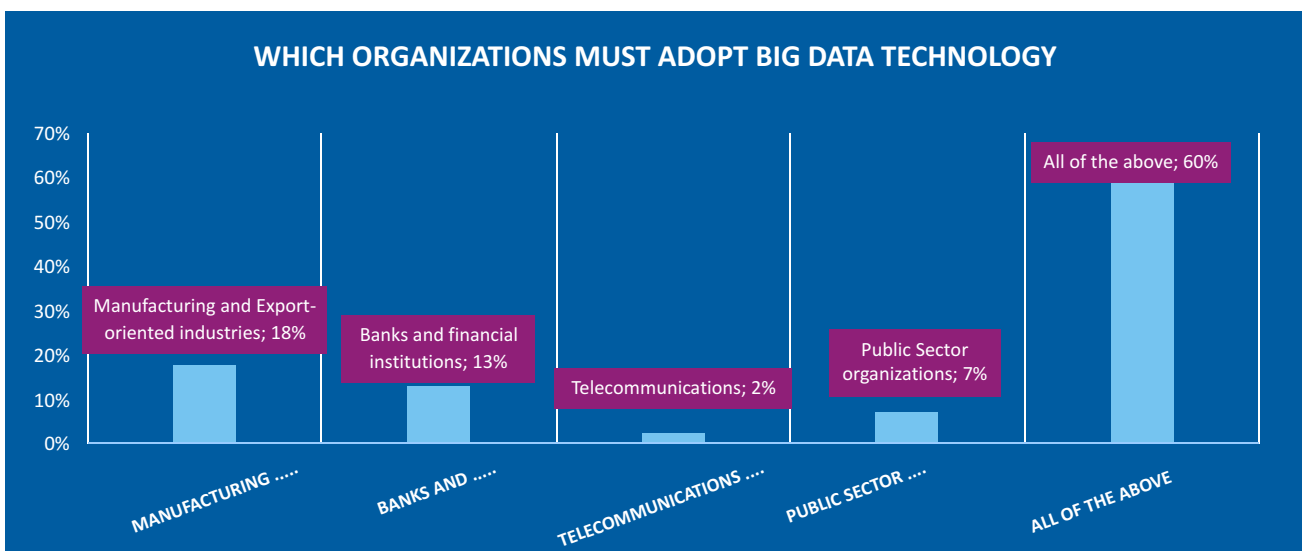 WHICH ORGANIZATIONS MUST ADOPT BIG DATA TECHNOLOGY
70%
60%
50%
40%
30%
20%
10%
0%
Manufacturing and Export-
oriented industries; 18%
Banks and financial
institutions; 13%
Telecommunications; 2%
Public Sector
organizations; 7%
All of the above; 60%
MANUFACTURING .....
BANKS AND .....
TELECOMMUNICATIONS ....
PUBLIC SECTOR ....
ALL OF THE ABOVE